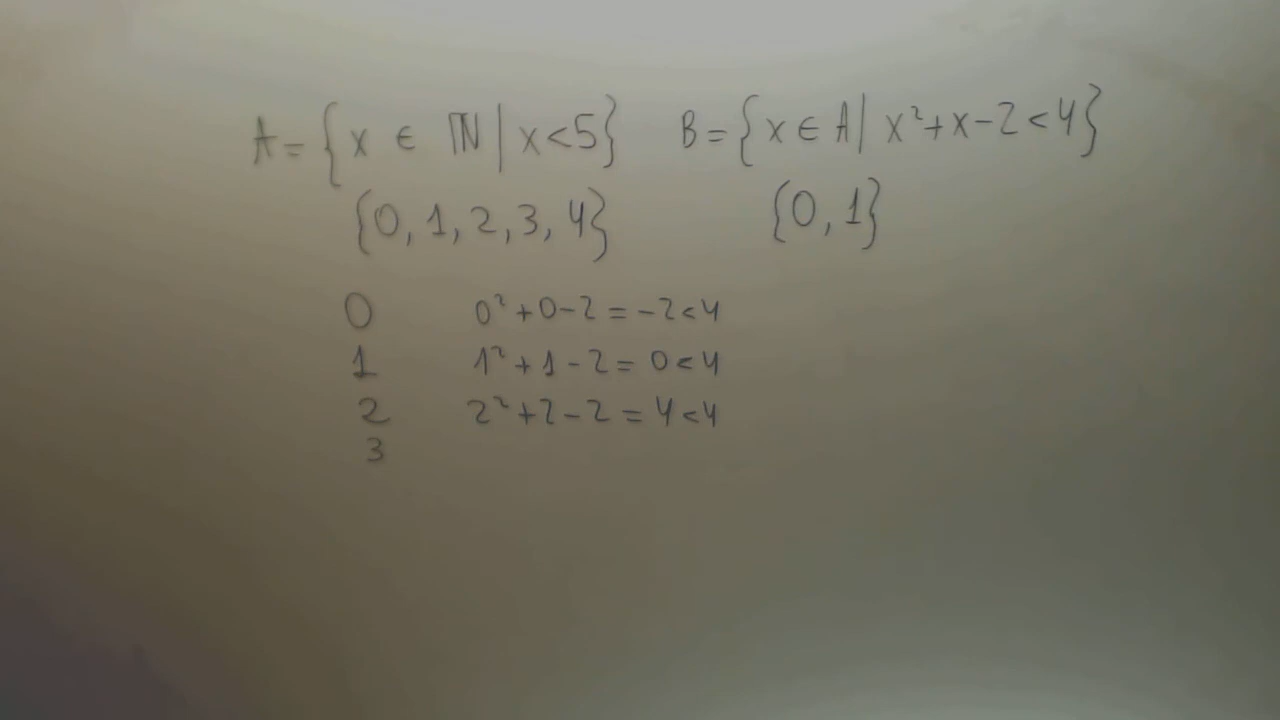 A = {x ∈ ℕ | x < 5} B = {x ∈ A | x² + x - 2 < 4}
{0, 1, 2, 3, 4} {0, 1}
0 0² + 0 - 2 = -2 < 4
1 1² + 1 - 2 = 0 < 4
2 2² + 2 - 2 = 4 < 4
3